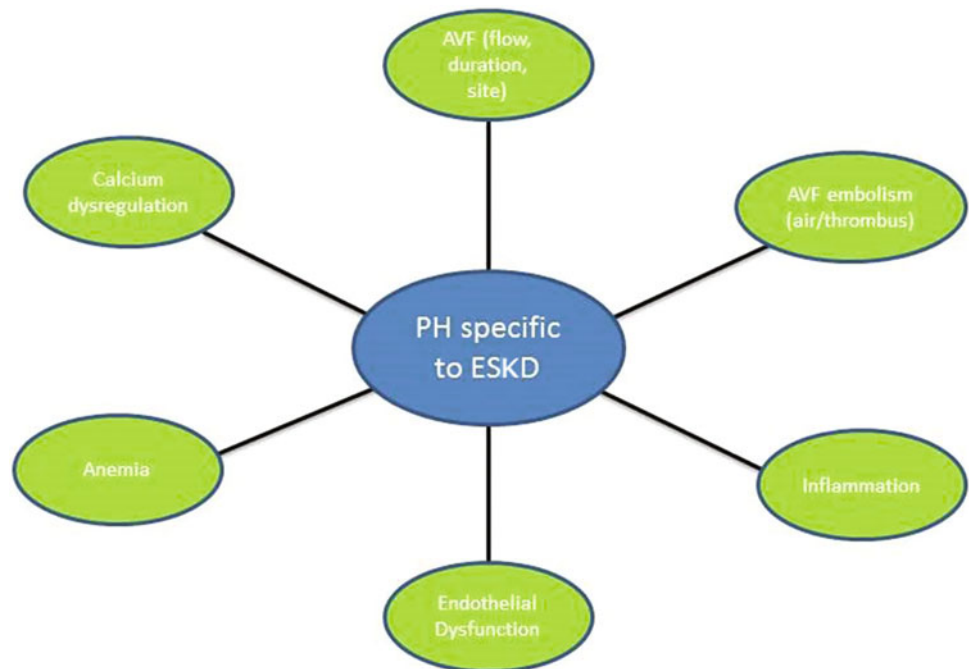 AVF (flow,
duration,
site)
Calcium
dysregulation
AVF embolism
(air/thrombus)
PH specific
to ESKD
Anemia
Inflammation
Endothelial
Dysfunction